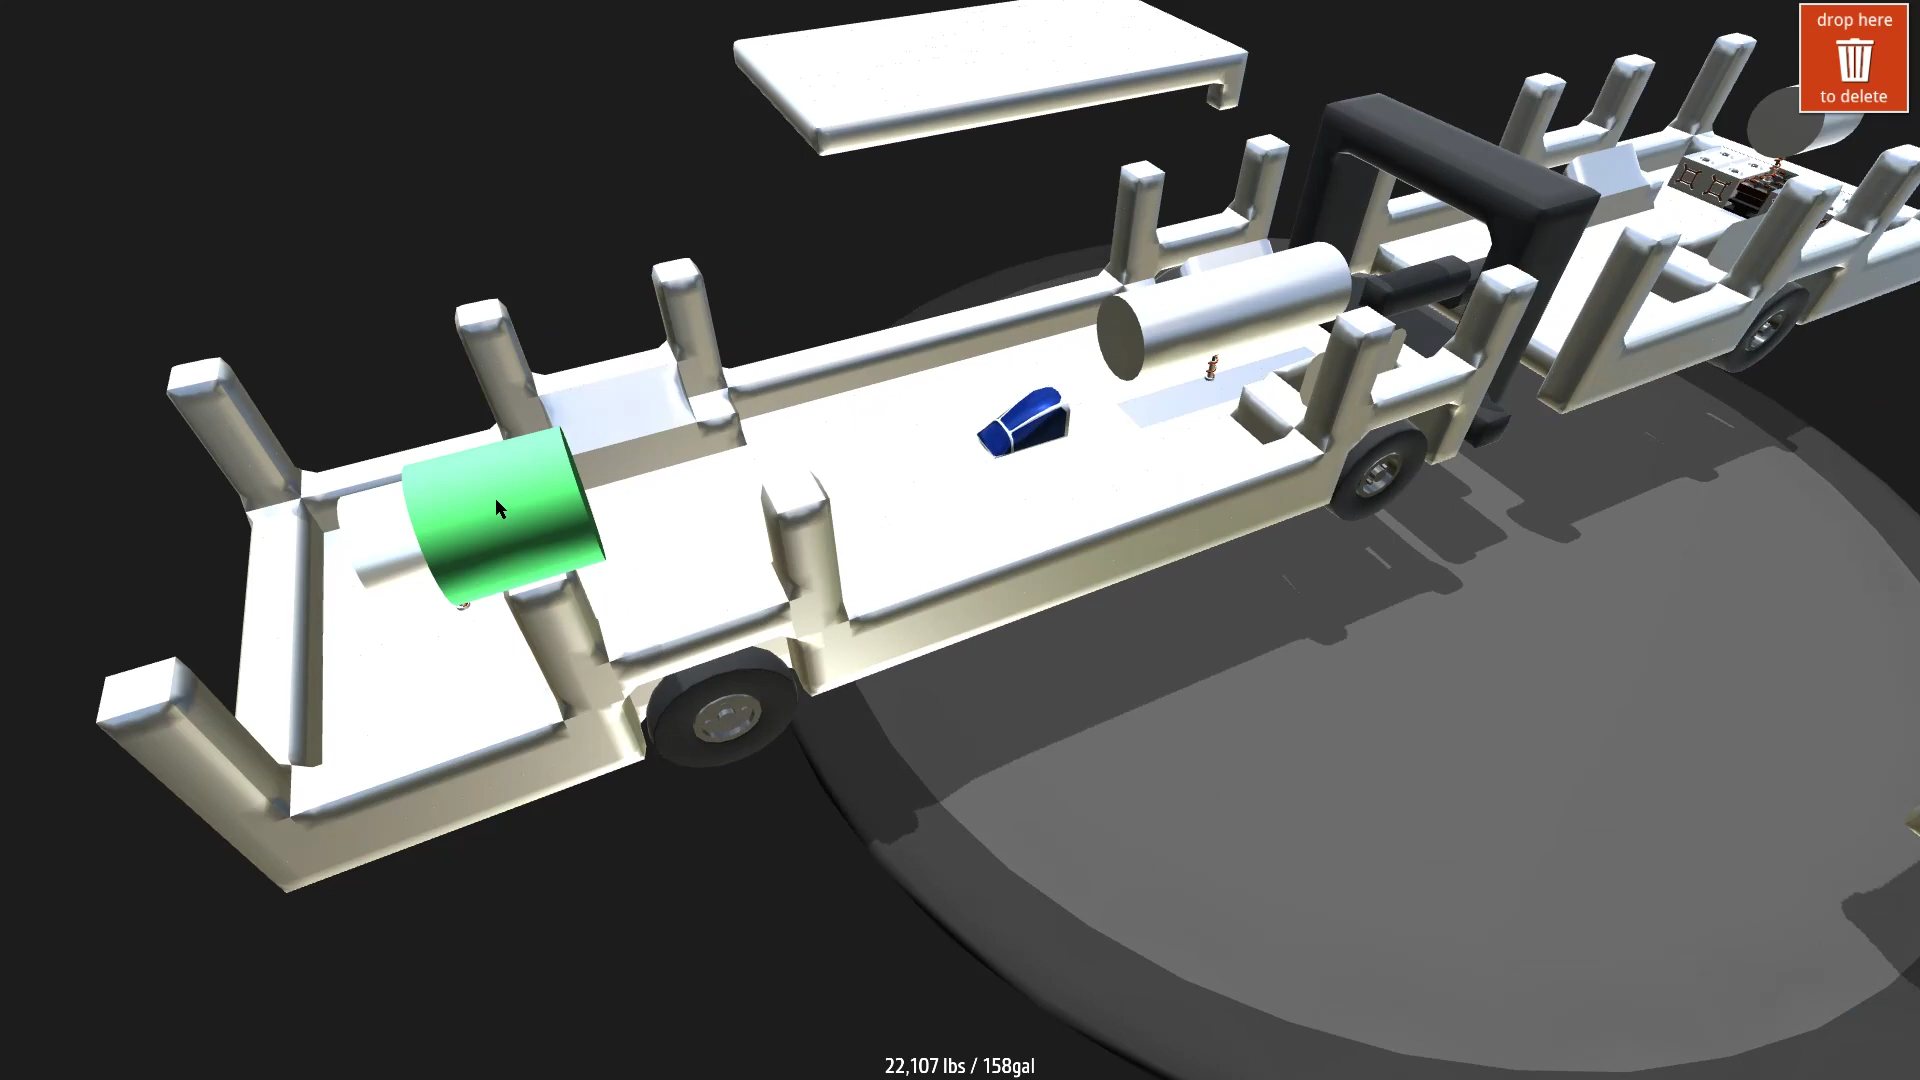 drop here
to delete
22,107 lbs / 158gal